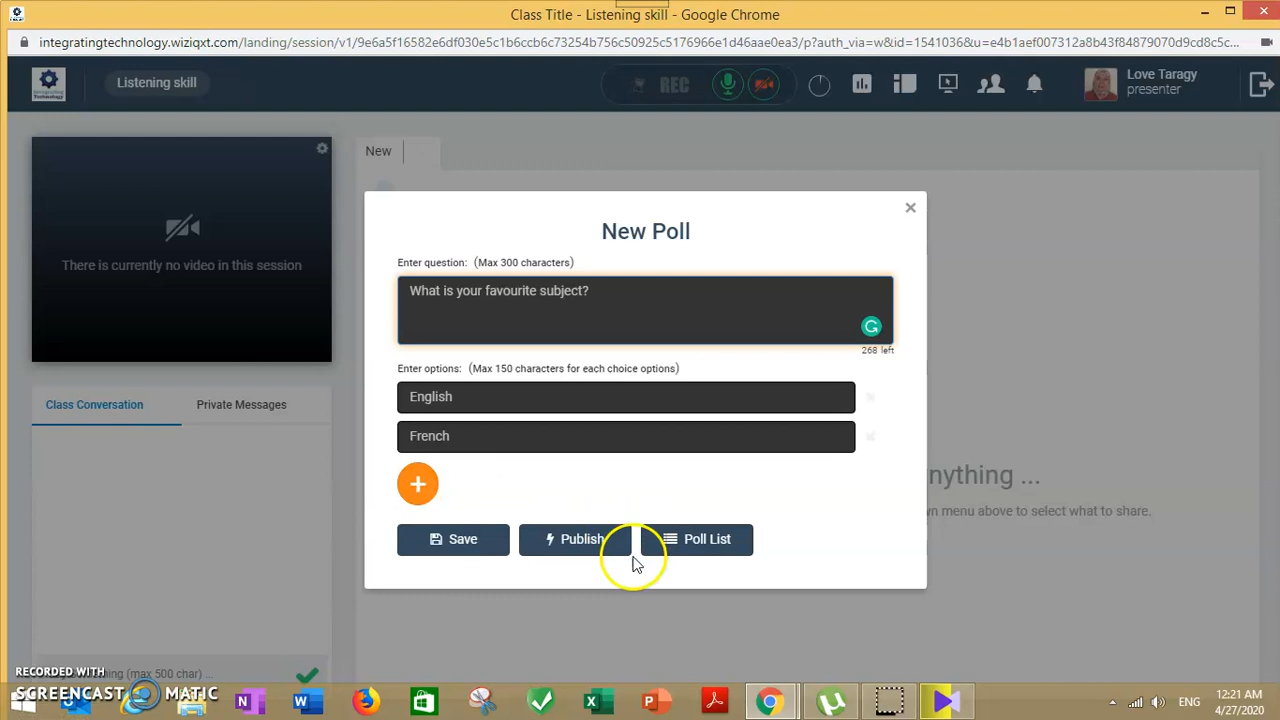 Class Title - Listening skill - Google Chrome
integratingtechnology.wiziqxt.com/landing/session/v1/9e6a5f16582e6df030e5c1b6ccb6c73254b756c50925c5176966e1d46aae0ea3/p?auth_via=w&id=1541036&u=e4b1aef007312a8b43f84879070d9cd8c5c...
Listening skill
REC
Love Taragy
presenter
New
There is currently no video in this session
New Poll
Enter question: (Max 300 characters)
What is your favourite subject?
268 left
Enter options: (Max 150 characters for each choice options)
English
French
Save
Publish
Poll List
Class Conversation
Private Messages
nything ...
wn menu above to select what to share.
(max 500 char) ...
RECORDED WITH
SCREENCAST MATIC
ENG
12:21 AM
4/27/2020